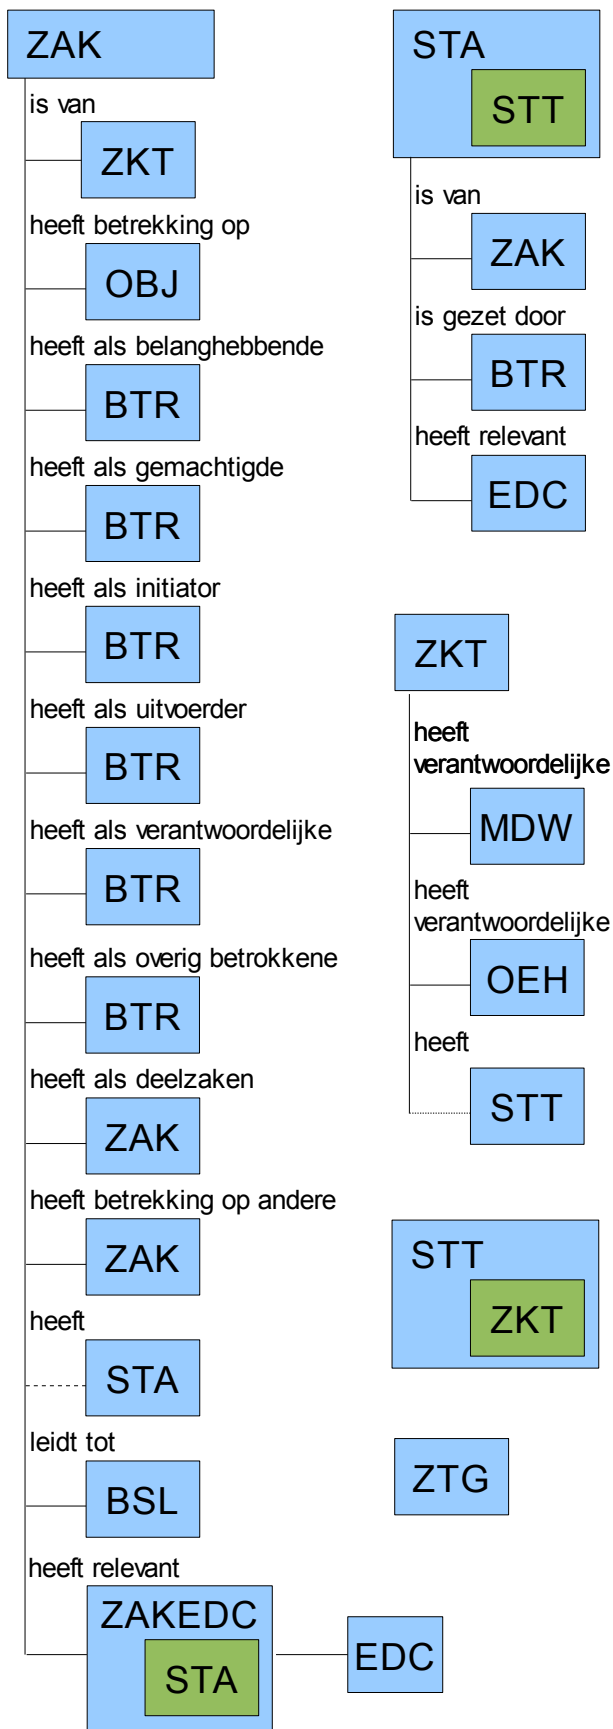 ZAK
is van
ZKT
heeft betrekking op
OBJ
heeft als belanghebbende
BTR
heeft als gemachtigde
BTR
heeft als initiator
BTR
heeft als uitvoerder
BTR
heeft als verantwoordelijke
BTR
heeft als overig betrokkene
BTR
heeft als deelzaken
ZAK
heeft betrekking op andere
ZAK
heeft
STA
leidt tot
BSL
heeft relevant
ZAKEDC
STA
EDC
STA
STT
is van
ZAK
is gezet door
BTR
heeft relevant
EDC
ZKT
heeft
verantwoordelijke
MDW
heeft
verantwoordelijke
OEH
heeft
STT
STT
ZKT
ZTG